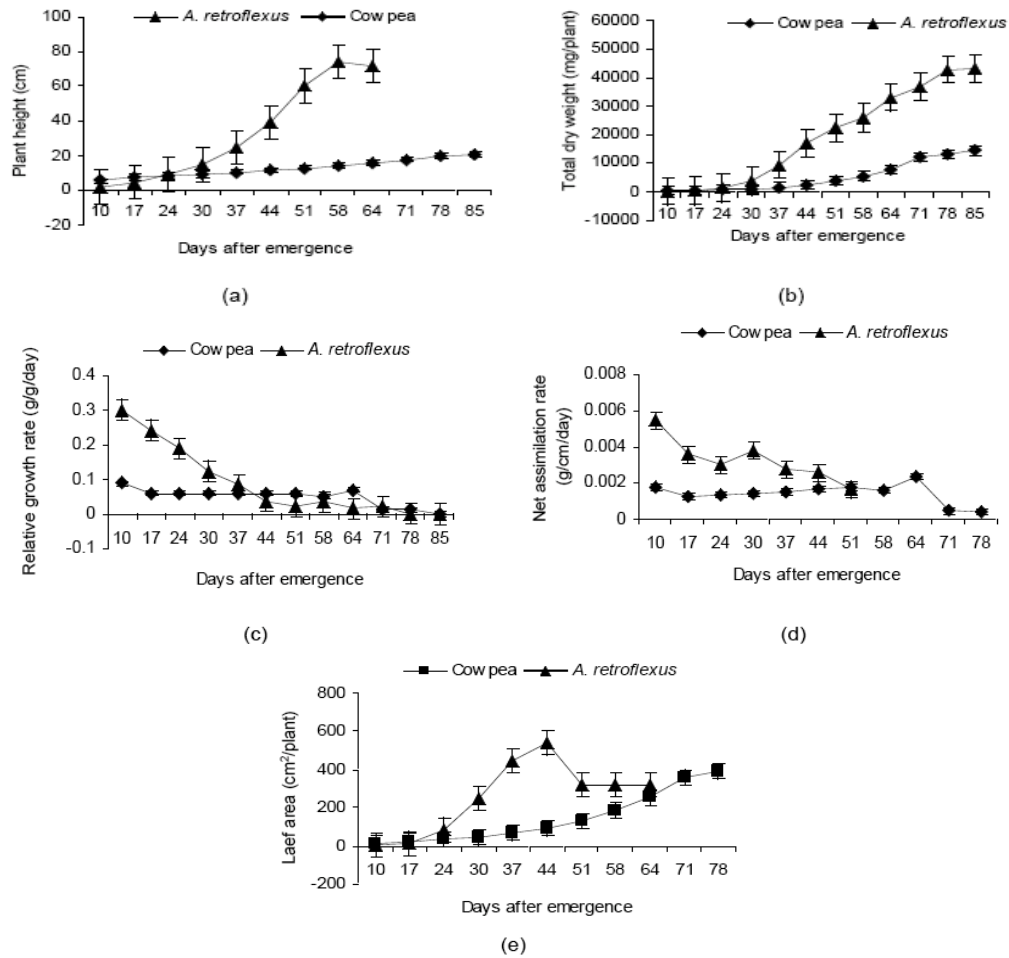 A. retroflexus Cow pea
Plant height (cm)
100
80
60
40
20
0
-20
10 17 24 30 37 44 51 58 64 71 78 85
Days after emergence
(a)
Cow pea A. retroflexus
Total dry weight (mg/plant)
60000
50000
40000
30000
20000
10000
0
-10000
10 17 24 30 37 44 51 58 64 71 78 85
Days after emergence
(b)
Cow pea A. retroflexus
Relative growth rate (g/g/day)
0.4
0.3
0.2
0.1
0
-0.1
10 17 24 30 37 44 51 58 64 71 78 85
Days after emergence
(c)
Cow pea A. retroflexus
Net assimilation rate
(g/cm/day)
0.008
0.006
0.004
0.002
0
10 17 24 30 37 44 51 58 64 71 78
Days after emergence
(d)
Cow pea A. retroflexus
Laef area (cm²/plant)
800
600
400
200
0
-200
10 17 24 30 37 44 51 58 64 71 78
Days after emergence
(e)